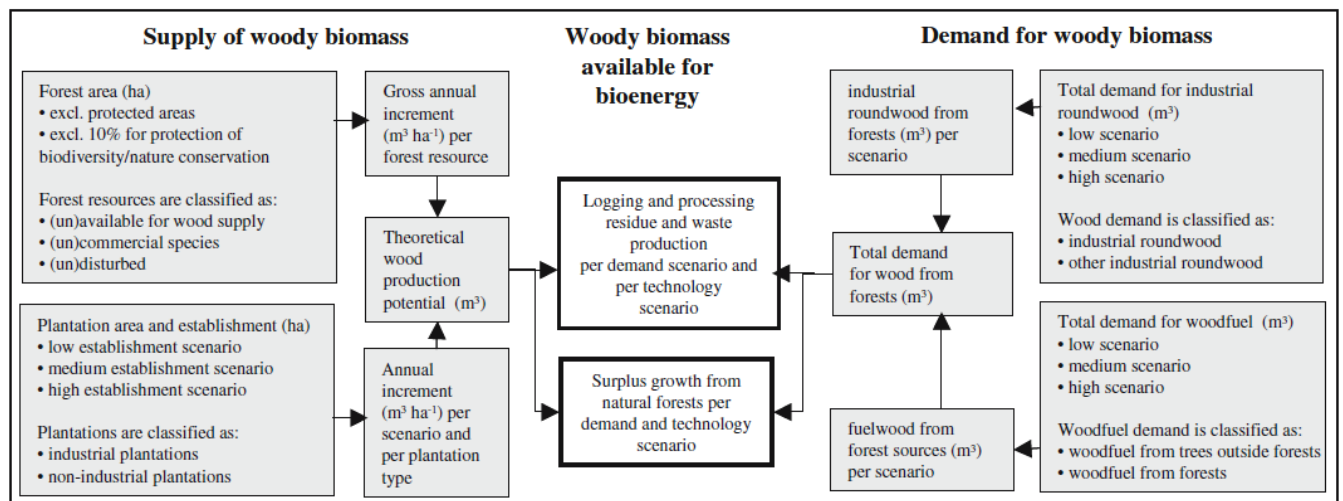 Supply of woody biomass
Woody biomass
available for
bioenergy
Demand for woody biomass
Forest area (ha)
• excl. protected areas
• excl. 10% for protection of
biodiversity/nature conservation
Forest resources are classified as:
• (un)available for wood supply
• (un)commercial species
• (un)disturbed
Gross annual
increment
(m³ ha⁻¹) per
forest resource
Theoretical
wood
production
potential (m³)
Plantation area and establishment (ha)
• low establishment scenario
• medium establishment scenario
• high establishment scenario
Plantations are classified as:
• industrial plantations
• non-industrial plantations
Annual
increment
(m³ ha⁻¹) per
scenario and
per plantation
type
Logging and processing
residue and waste
production
per demand scenario and
per technology
scenario
Surplus growth from
natural forests per
demand and technology
scenario
industrial
roundwood from
forests (m³) per
scenario
Total demand
for wood from
forests (m³)
fuelwood from
forest sources (m³)
per scenario
Total demand for industrial
roundwood (m³)
• low scenario
• medium scenario
• high scenario
Wood demand is classified as:
• industrial roundwood
• other industrial roundwood
Total demand for woodfuel (m³)
• low scenario
• medium scenario
• high scenario
Woodfuel demand is classified as:
• woodfuel from trees outside forests
• woodfuel from forests